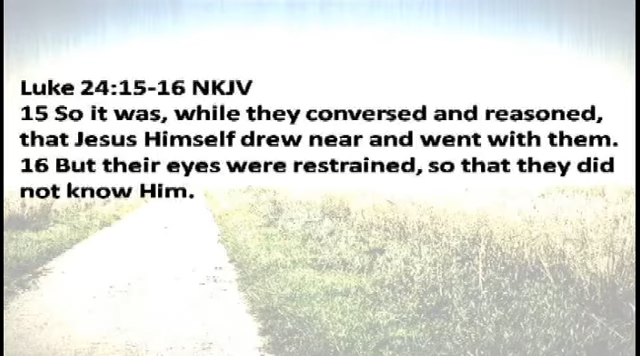 Luke 24:15-16 NKJV
15 So it was, while they conversed and reasoned,
that Jesus Himself drew near and went with them.
16 But their eyes were restrained, so that they did
not know Him.